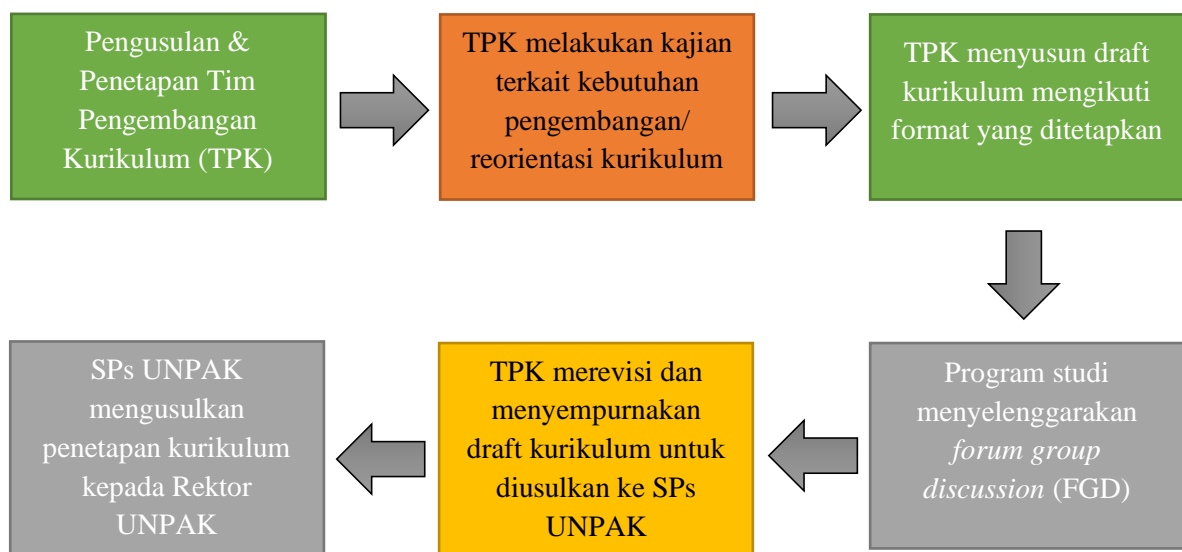 Pengusulan &
Penetapan Tim
Pengembangan
Kurikulum (TPK)
TPK melakukan kajian
terkait kebutuhan
pengembangan/
reorientasi kurikulum
TPK menyusun draft
kurikulum mengikuti
format yang ditetapkan
Program studi
menyelenggarakan
forum group
discussion (FGD)
TPK merevisi dan
menyempurnakan
draft kurikulum untuk
diusulkan ke SPs
UNPAK
SPs UNPAK
mengusulkan
penetapan kurikulum
kepada Rektor
UNPAK